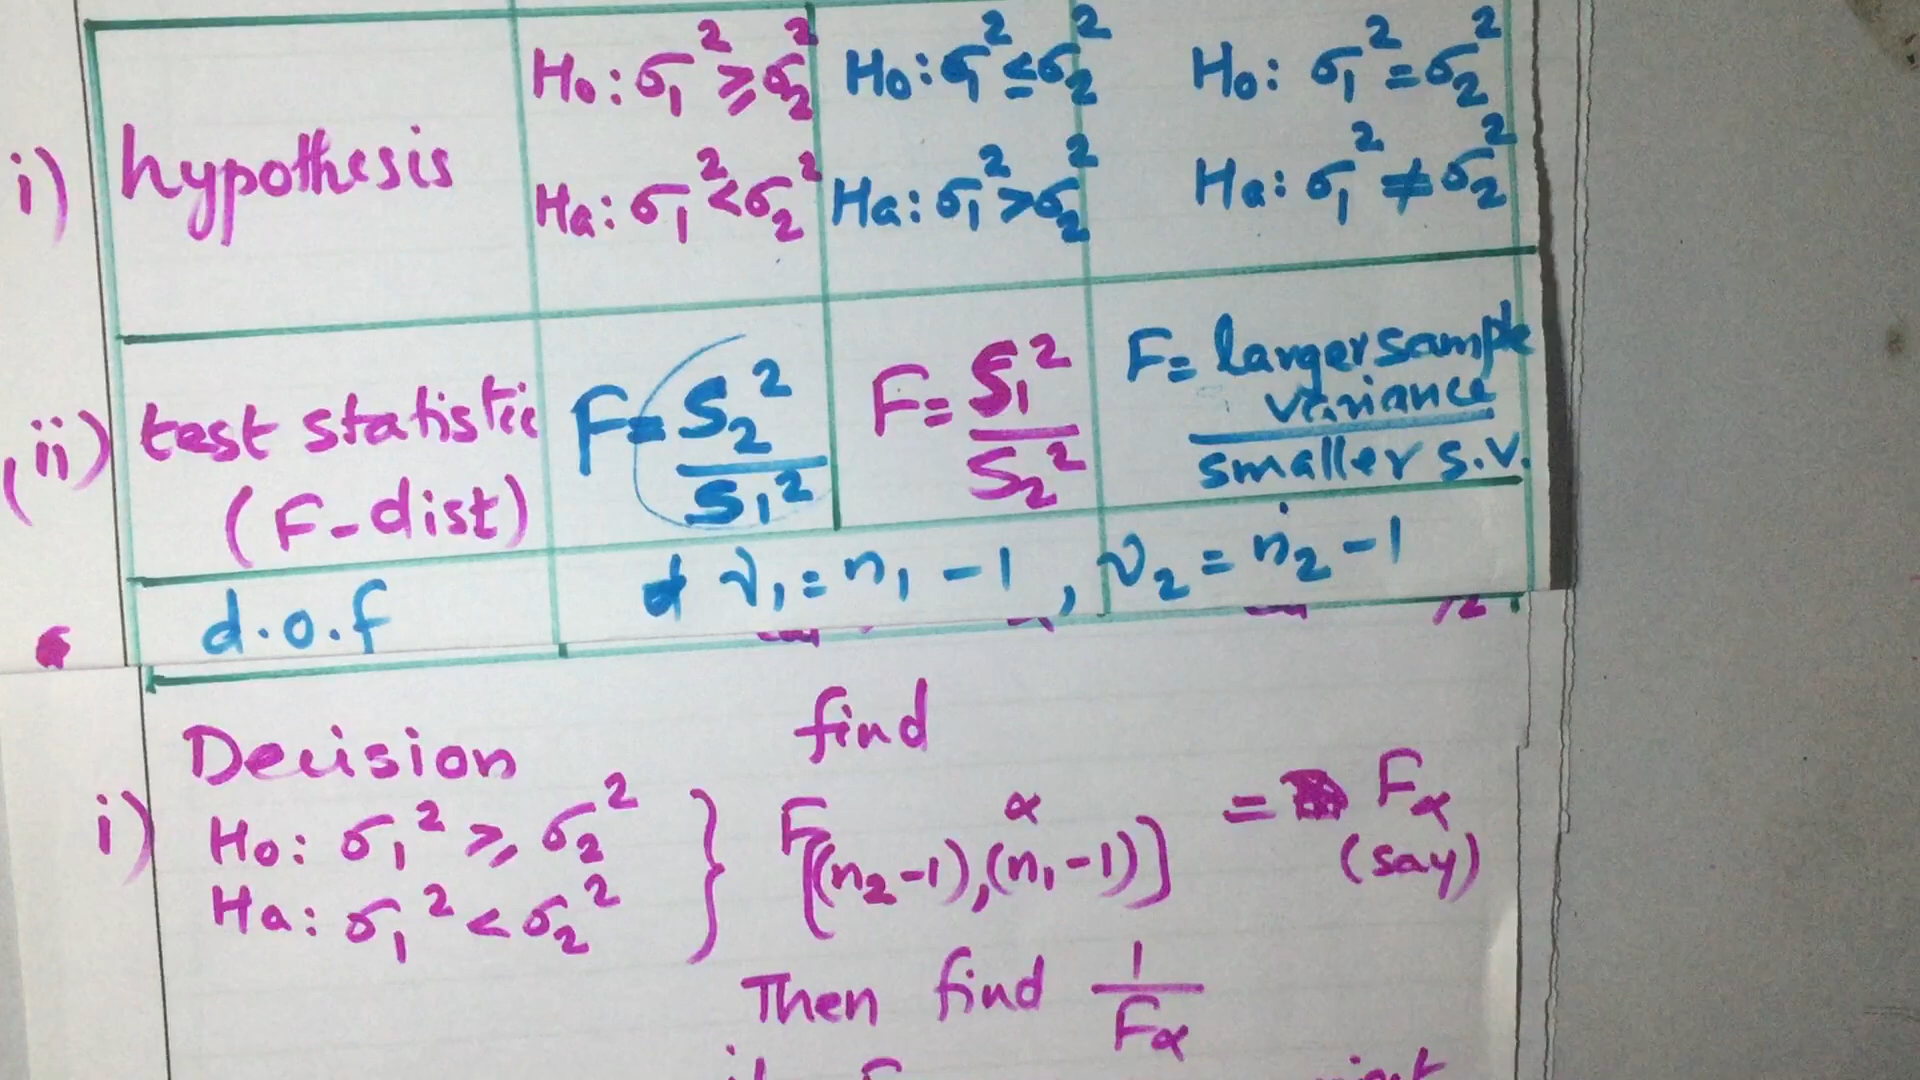 i) hypothesis
H₀: σ₁² ≥ σ₂²
Hₐ: σ₁² < σ₂²
H₀: σ₁² ≤ σ₂²
Hₐ: σ₁² > σ₂²
H₀: σ₁² = σ₂²
Hₐ: σ₁² ≠ σ₂²
ii) test statistic
(F-dist)
F = S₂² / S₁²
F = S₁² / S₂²
F = larger sample
variance
smaller s.v.
d.o.f
ν₁ = n₁ - 1, ν₂ = n₂ - 1
Decision
i) H₀: σ₁² ≥ σ₂²
Hₐ: σ₁² < σ₂² }
find
F α [(n₂-1),(n₁-1)] = Fα
(say)
Then find 1/Fα